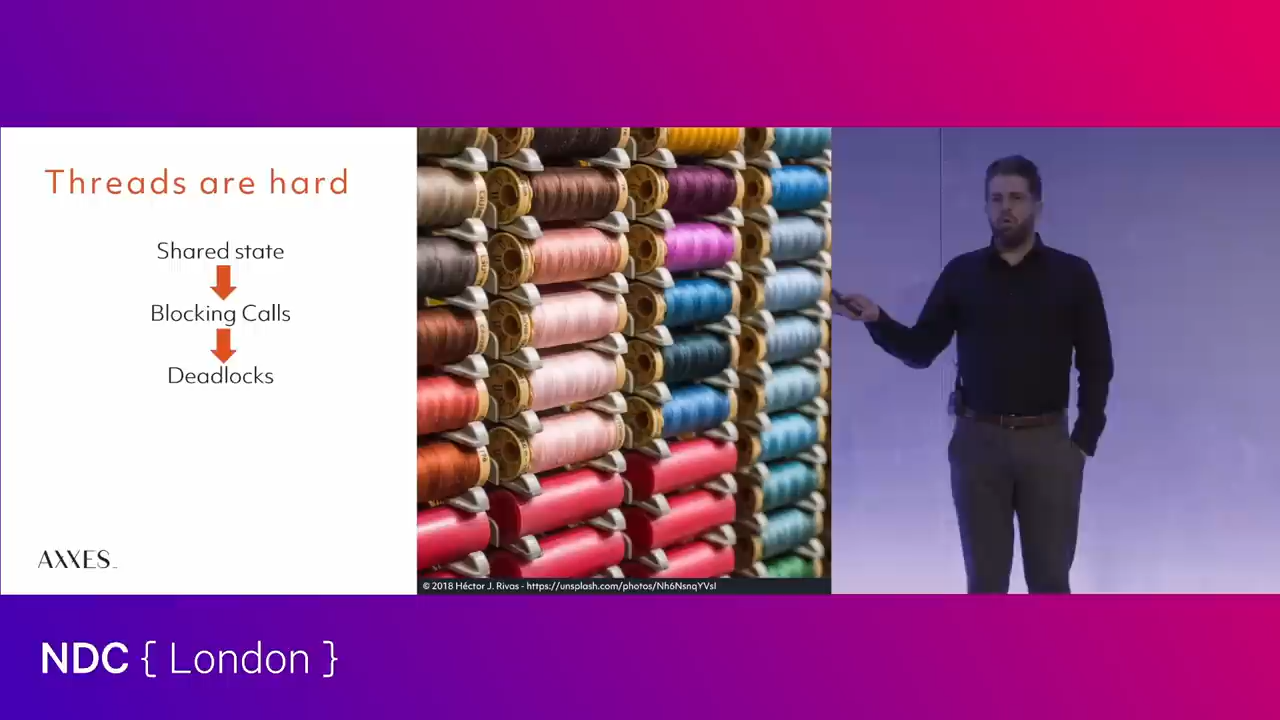 Threads are hard
Shared state
Blocking Calls
Deadlocks
AXXES_
© 2018 Héctor J. Rivas - https://unsplash.com/photos/Nh6NsnqYVsI
NDC { London }